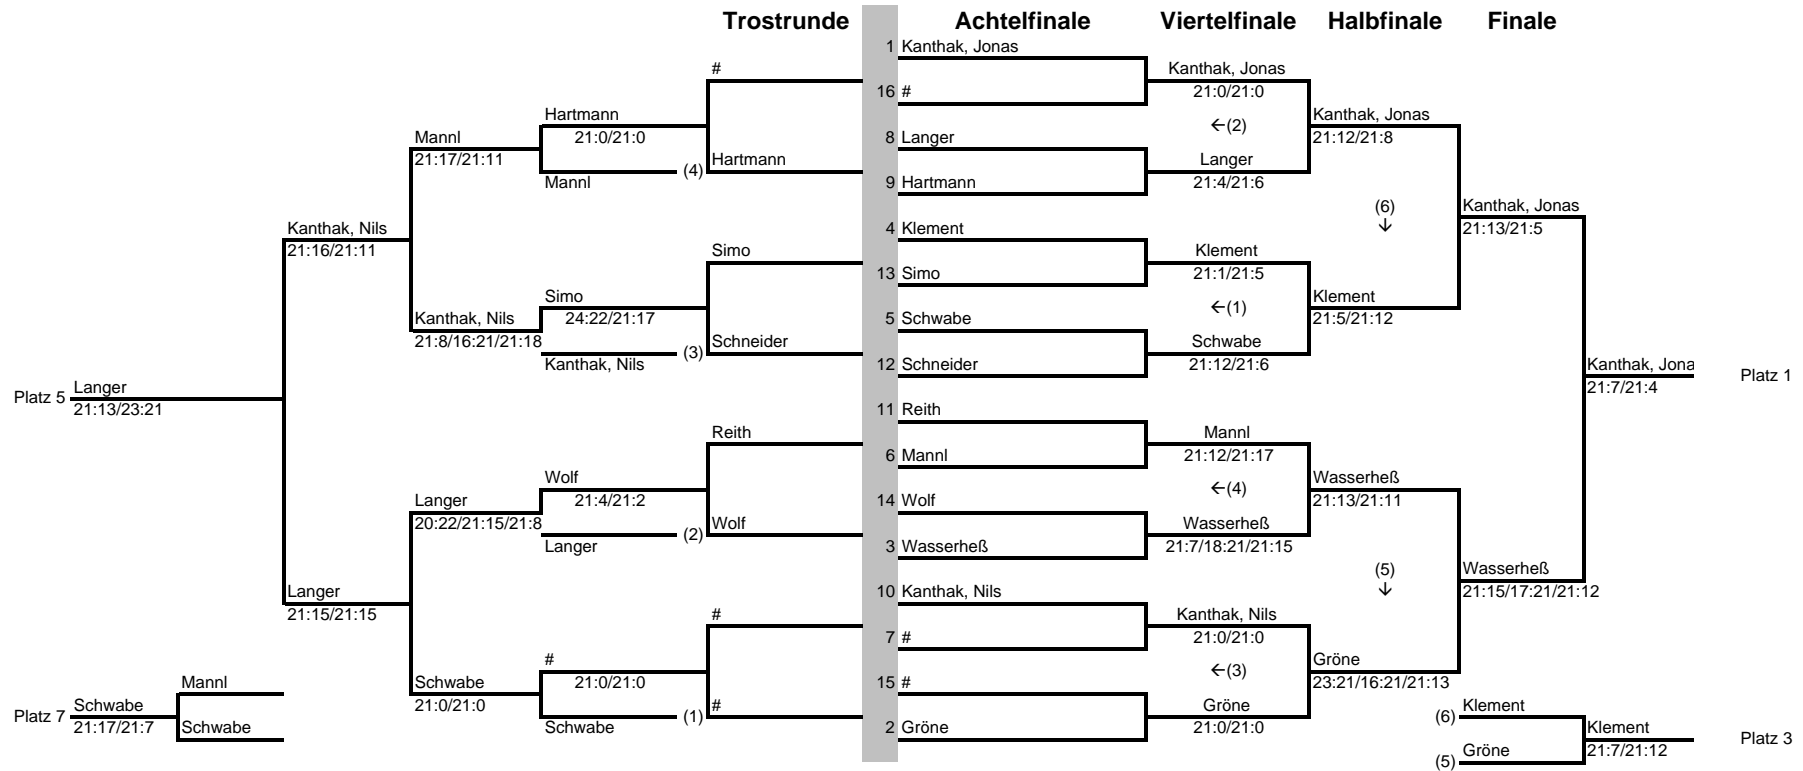 Trostrunde Achtelfinale Viertelfinale Halbfinale Finale
1 Kanthak, Jonas
# Kanthak, Jonas
16 # 21:0/21:0
Hartmann Kanthak, Jonas
Mannl 21:0/21:0 8 Langer ←(2) 21:12/21:8
21:17/21:11 (4) Hartmann Langer
Mannl 9 Hartmann 21:4/21:6
(6) Kanthak, Jonas
↓
Kanthak, Nils 4 Klement 21:13/21:5
21:16/21:11 Simo Klement
13 Simo 21:1/21:5
Simo ←(1) Klement
Kanthak, Nils 24:22/21:17 5 Schwabe 21:5/21:12
21:8/16:21/21:18 (3) Schneider Schwabe
Kanthak, Nils 12 Schneider 21:12/21:6 Kanthak, Jona
Platz 5 Langer 21:7/21:4 Platz 1
21:13/23:21 11 Reith
Reith Mannl
6 Mannl 21:12/21:17
Wolf Wasserheß
Langer 21:4/21:2 14 Wolf ←(4) 21:13/21:11
20:22/21:15/21:8 (2) Wolf Wasserheß
Langer 3 Wasserheß 21:7/18:21/21:15
(5) Wasserheß
↓
Langer 10 Kanthak, Nils 21:15/17:21/21:12
21:15/21:15 # Kanthak, Nils
7 # 21:0/21:0
# ←(3) Gröne
Mannl Schwabe 21:0/21:0 15 # 23:21/16:21/21:13
Platz 7 Schwabe 21:0/21:0 (1) # Gröne (6) Klement
21:17/21:7 Schwabe Schwabe 2 Gröne 21:0/21:0 Klement Platz 3
(5) Gröne 21:7/21:12